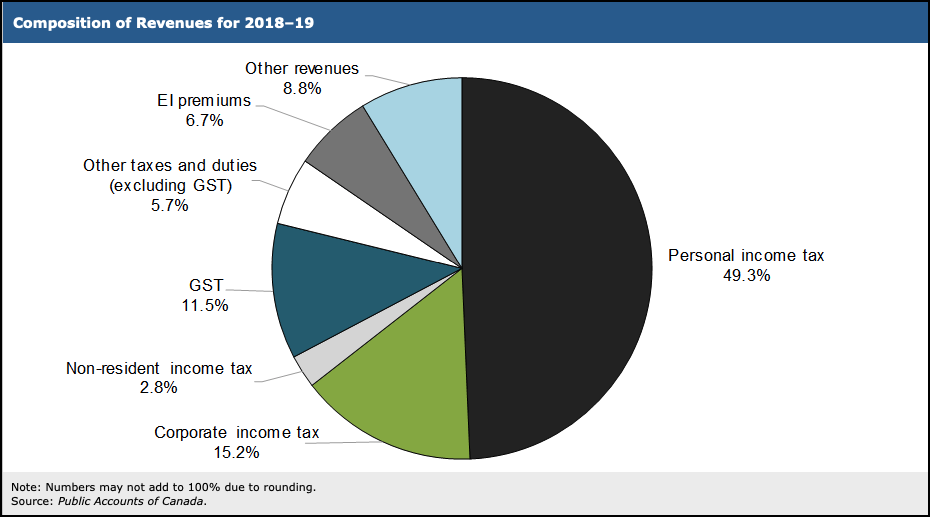 Composition of Revenues for 2018–19
Other revenues
8.8%
EI premiums
6.7%
Other taxes and duties
(excluding GST)
5.7%
GST
11.5%
Non-resident income tax
2.8%
Corporate income tax
15.2%
Personal income tax
49.3%
Note: Numbers may not add to 100% due to rounding.
Source: Public Accounts of Canada.